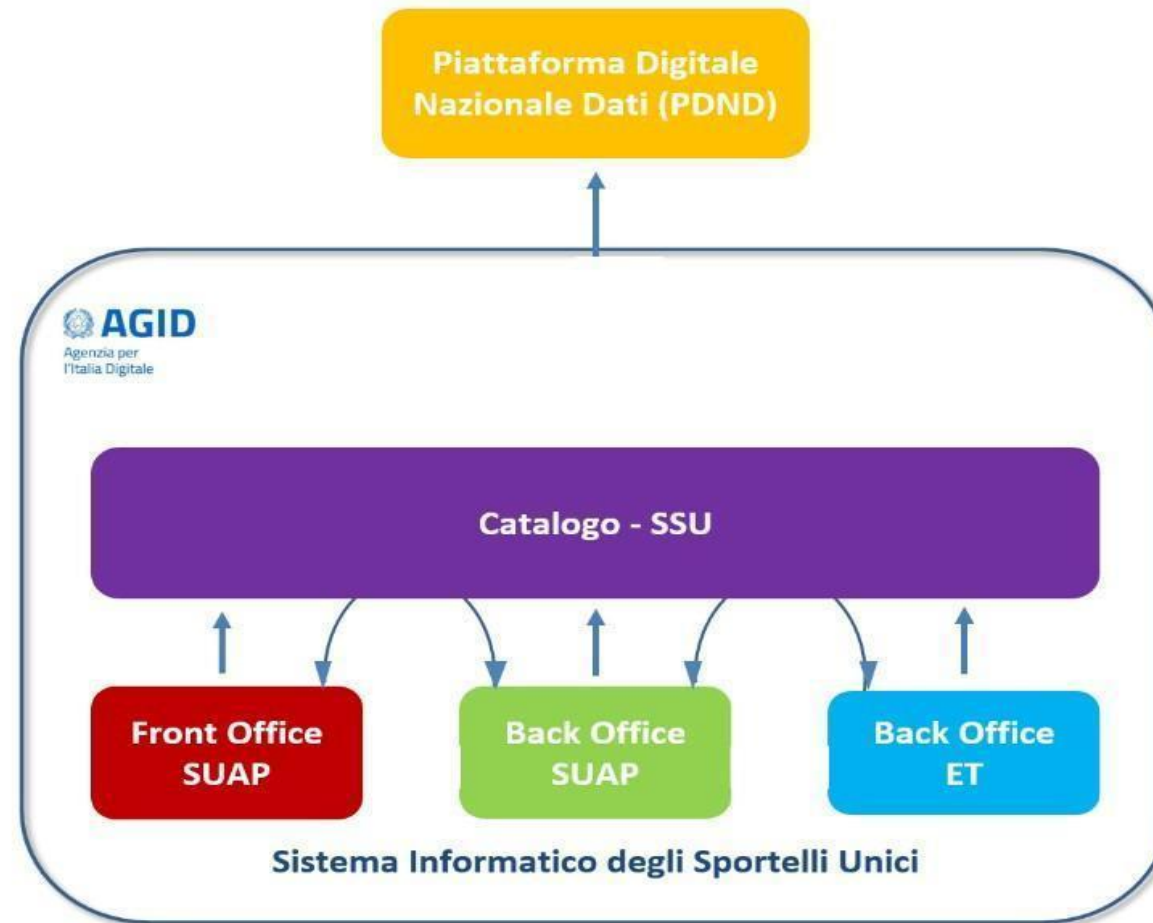 Piattaforma Digitale
Nazionale Dati (PDND)
AGID
Agenzia per
l'Italia Digitale
Catalogo - SSU
Front Office
SUAP
Back Office
SUAP
Back Office
ET
Sistema Informatico degli Sportelli Unici